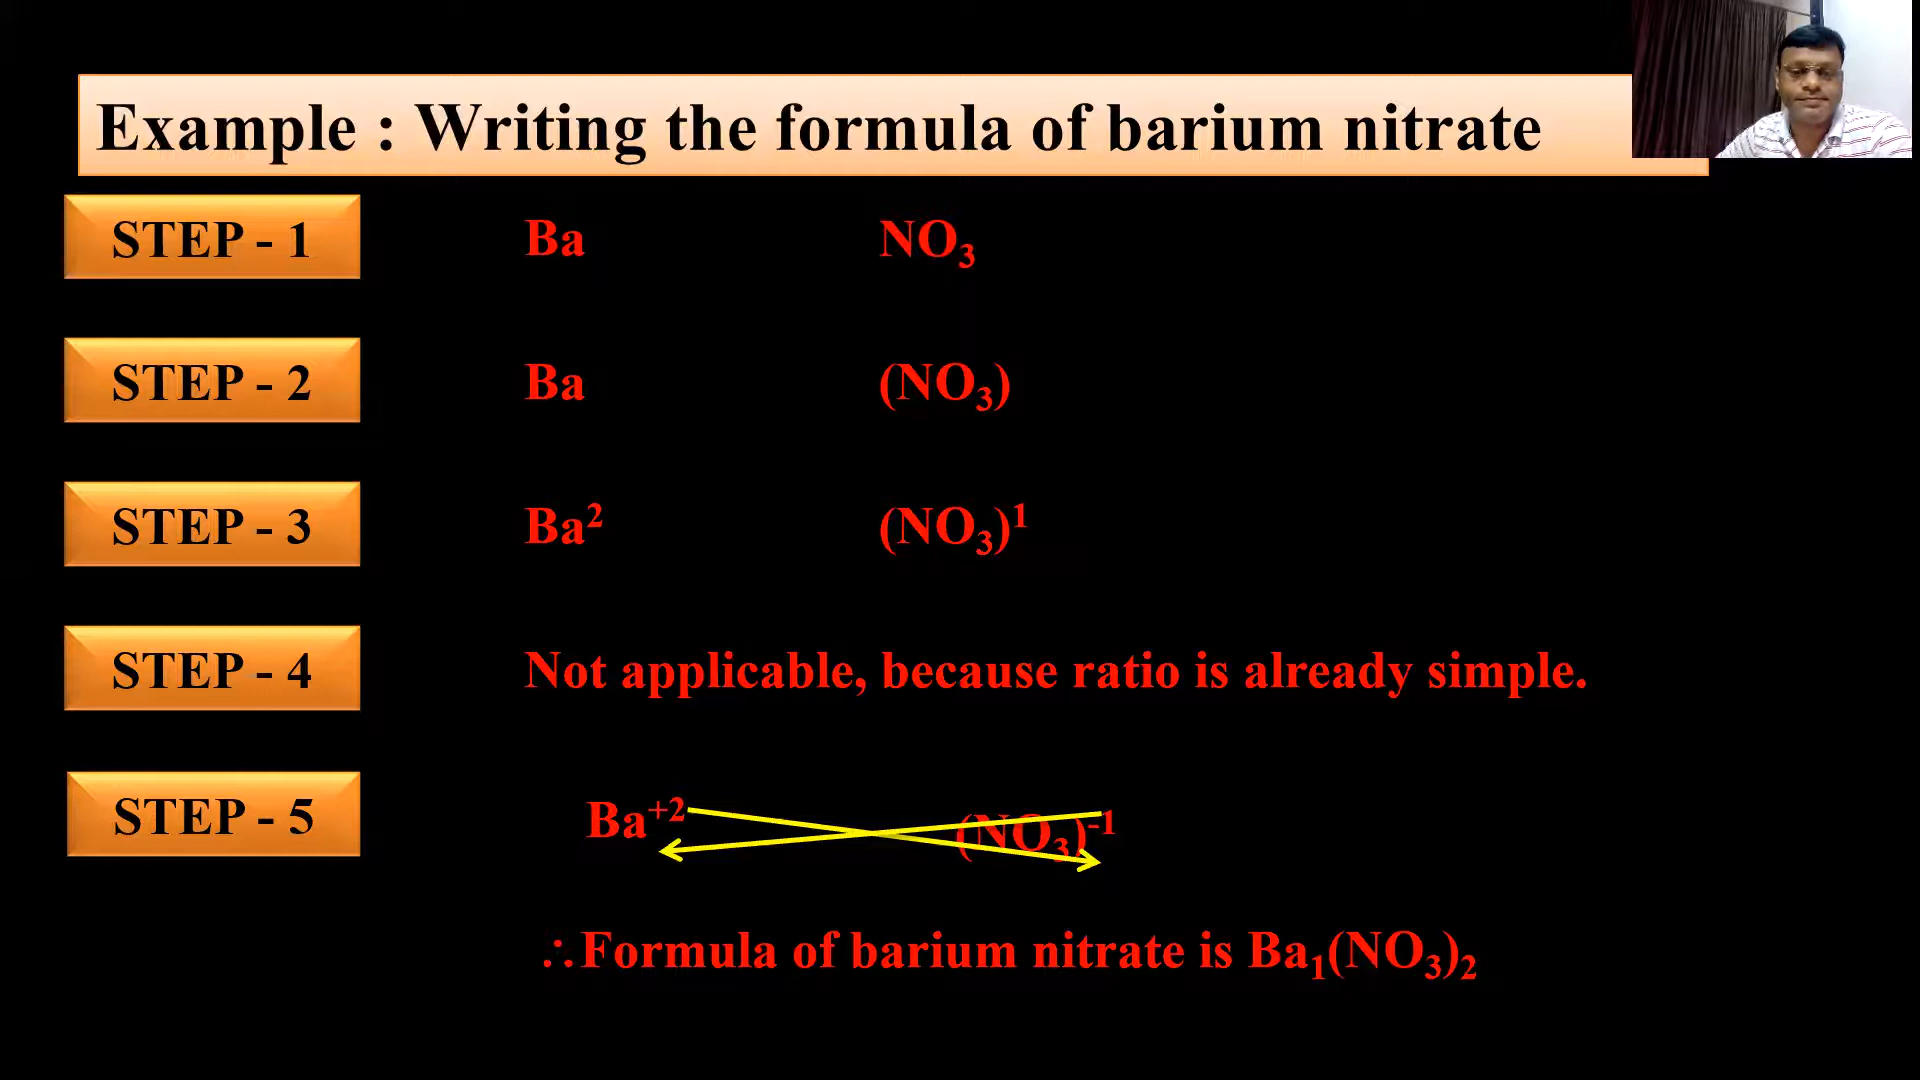 Example : Writing the formula of barium nitrate
STEP - 1 Ba NO₃
STEP - 2 Ba (NO₃)
STEP - 3 Ba² (NO₃)¹
STEP - 4 Not applicable, because ratio is already simple.
STEP - 5 Ba⁺² (NO₃)⁻¹
∴Formula of barium nitrate is Ba₁(NO₃)₂